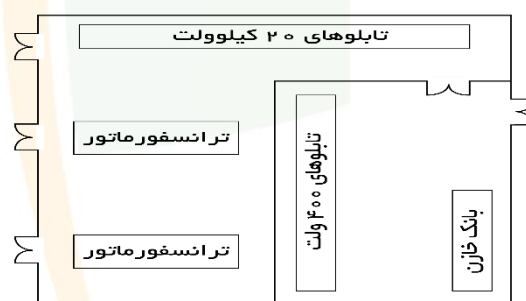 تابلوهای ۲۰ کیلوولت
ترانسفورماتور
تابلوهای ۴۰۰ ولت
بانک خازن
ترانسفورماتور